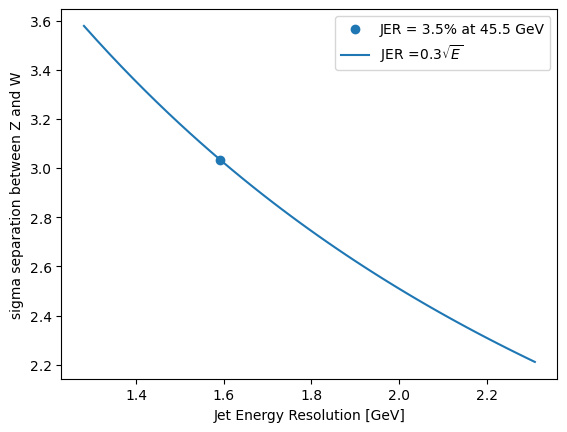 JER = 3.5% at 45.5 GeV
JER =0.3√E
3.6
3.4
3.2
3.0
2.8
2.6
2.4
2.2
sigma separation between Z and W
1.4 1.6 1.8 2.0 2.2
Jet Energy Resolution [GeV]